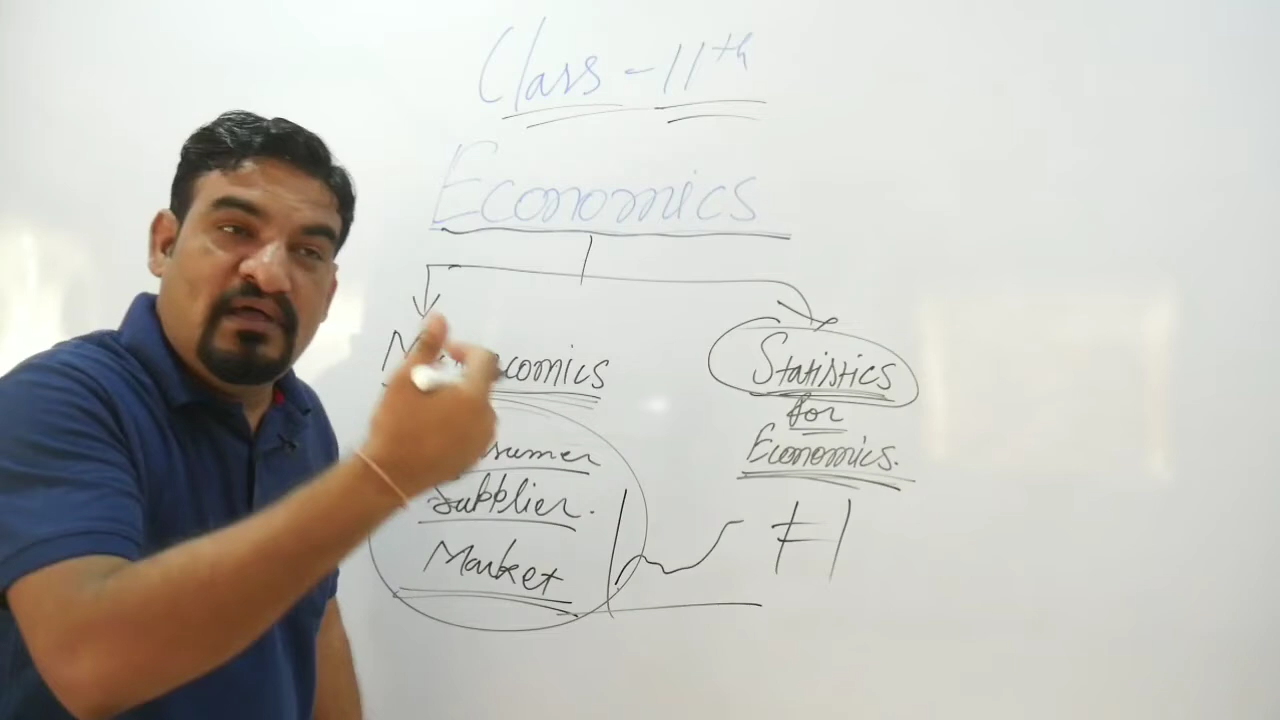 Class - 11th
Economics
Statistics
for
Economics.
Supplier.
Market